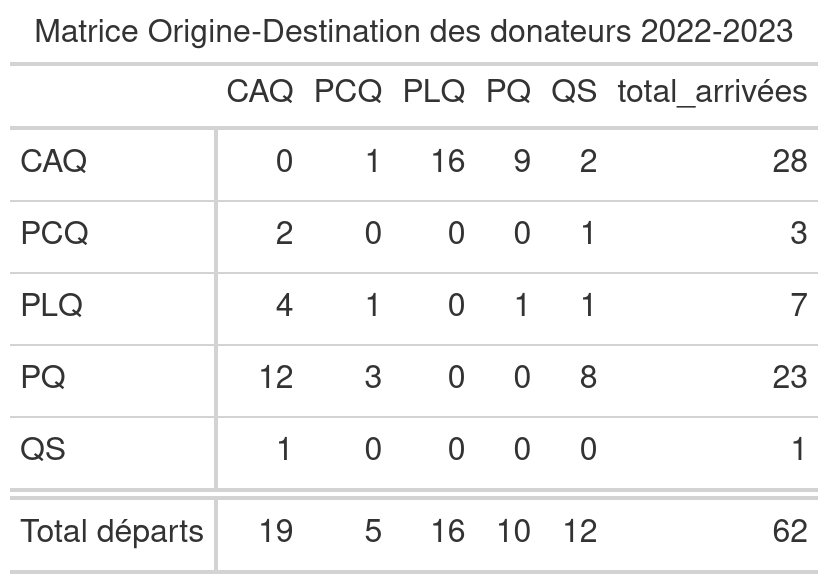 Matrice Origine-Destination des donateurs 2022-2023
CAQ PCQ PLQ PQ QS total_arrivées
CAQ 0 1 16 9 2 28
PCQ 2 0 0 0 1 3
PLQ 4 1 0 1 1 7
PQ 12 3 0 0 8 23
QS 1 0 0 0 0 1
Total départs 19 5 16 10 12 62